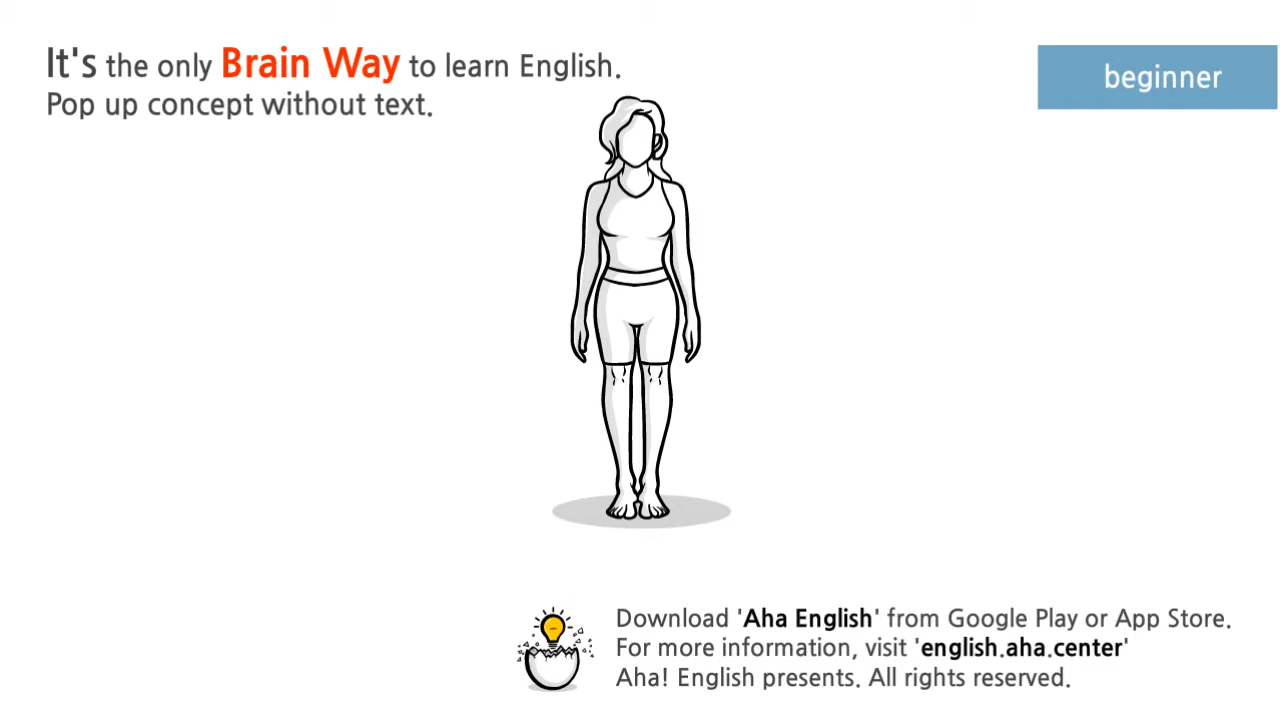 It's the only Brain Way to learn English.
Pop up concept without text.
beginner
Download 'Aha English' from Google Play or App Store.
For more information, visit 'english.aha.center'
Aha! English presents. All rights reserved.